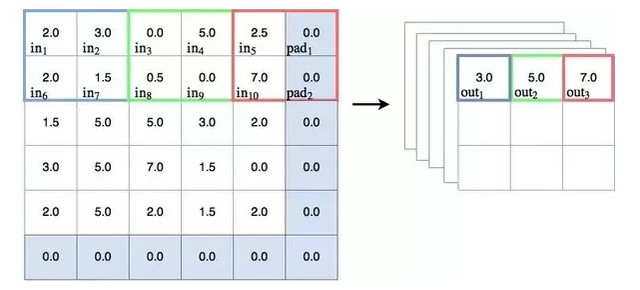 2.0 3.0 0.0 5.0 2.5 0.0
in₁ in₂ in₃ in₄ in₅ pad₁
2.0 1.5 0.5 0.0 7.0 0.0
in₆ in₇ in₈ in₉ in₁₀ pad₂
1.5 5.0 5.0 3.0 2.0 0.0
3.0 5.0 7.0 1.5 0.0 0.0
2.0 5.0 2.0 1.5 2.0 0.0
0.0 0.0 0.0 0.0 0.0 0.0
3.0 5.0 7.0
out₁ out₂ out₃